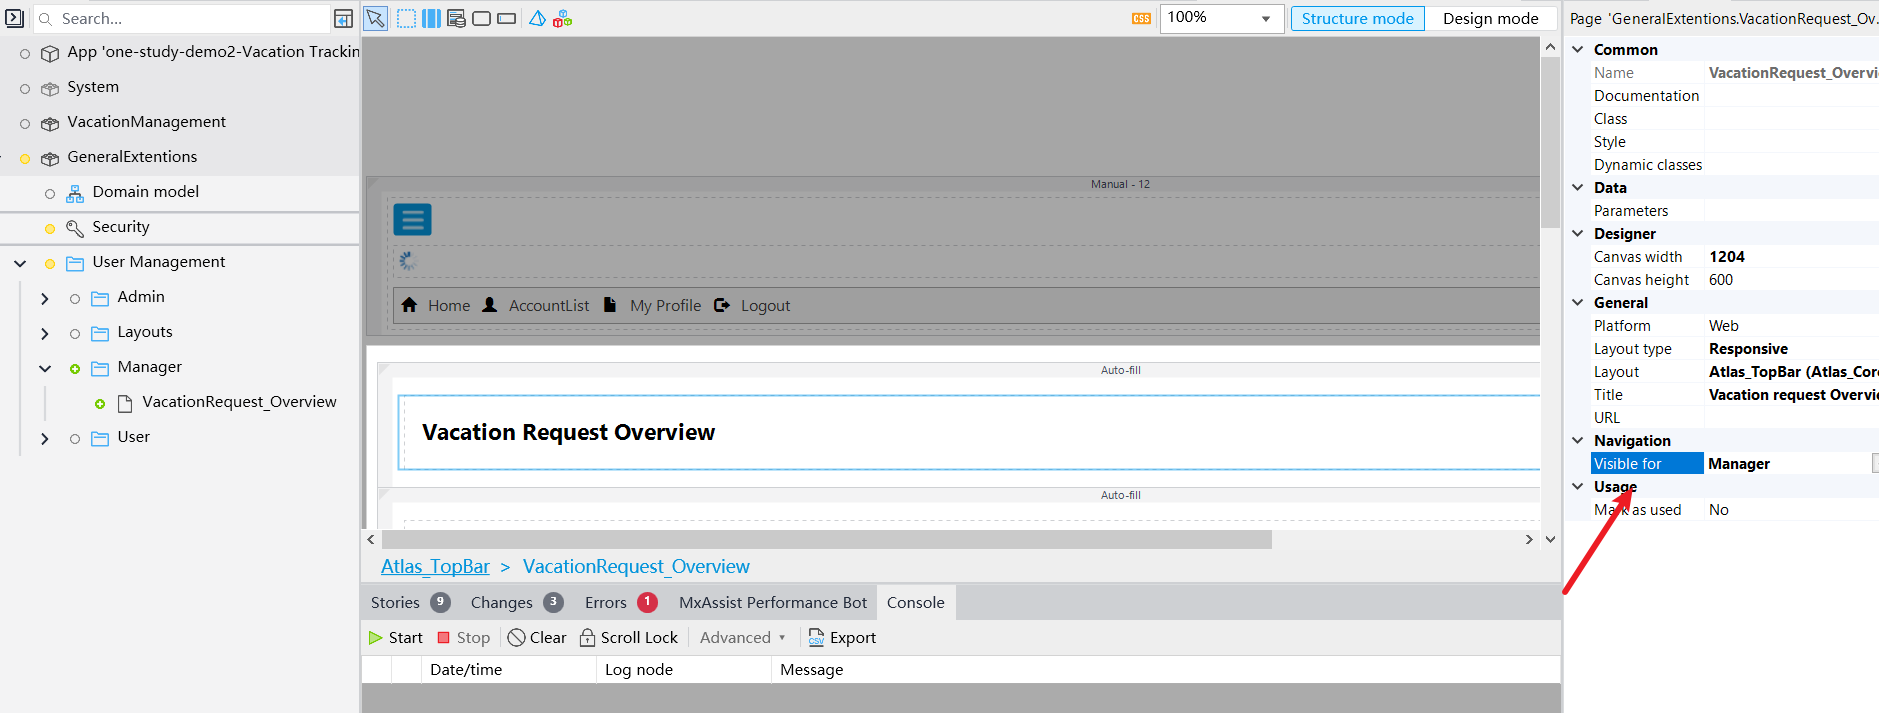 Search...
App 'one-study-demo2-Vacation Trackin
System
VacationManagement
GeneralExtentions
Domain model
Security
User Management
Admin
Layouts
Manager
VacationRequest_Overview
User
CSS
100%
Structure mode
Design mode
Manual - 12
Home
AccountList
My Profile
Logout
Auto-fill
Vacation Request Overview
Auto-fill
Atlas_TopBar > VacationRequest_Overview
Stories 9
Changes 3
Errors 1
MxAssist Performance Bot
Console
Start
Stop
Clear
Scroll Lock
Advanced
CSV
Export
Date/time
Log node
Message
Page 'GeneralExtentions.VacationRequest_Ov...
Common
Name VacationRequest_Overvi
Documentation
Class
Style
Dynamic classes
Data
Parameters
Designer
Canvas width 1204
Canvas height 600
General
Platform Web
Layout type Responsive
Layout Atlas_TopBar (Atlas_Cor
Title Vacation request Overvi
URL
Navigation
Visible for Manager
Usage
Mark as used No